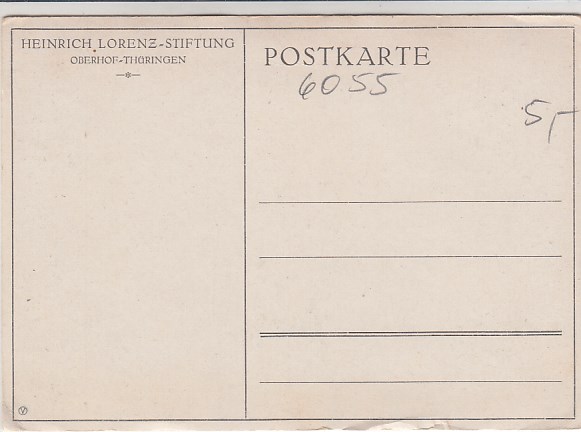 HEINRICH LORENZ-STIFTUNG
OBERHOF-THÜRINGEN
POSTKARTE
6055
5,-
V